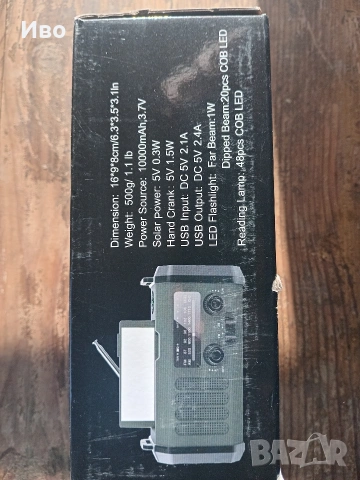 Иво
Dimension: 16*9*8cm/6.3*3.5*3.1In
Weight: 500g/ 1.1 lb
Power Source: 10000mAh,3.7V
Solar power: 5V 0.3W
Hand Crank : 5V 1.5W
USB Input: DC 5V 2.1A
USB Output: DC 5V 2.4A
LED Flashlight: Far Beam:1W
Dipped Beam:20pcs COB LED
Reading Lamp: 48pcs COB LED
BAZAR